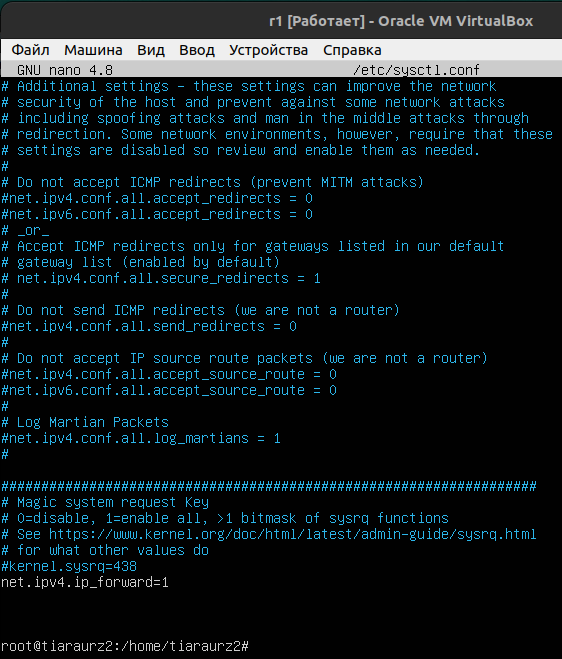 r1 [Работает] - Oracle VM VirtualBox
Файл Машина Вид Ввод Устройства Справка
GNU nano 4.8 /etc/sysctl.conf
# Additional settings - these settings can improve the network
# security of the host and prevent against some network attacks
# including spoofing attacks and man in the middle attacks through
# redirection. Some network environments, however, require that these
# settings are disabled so review and enable them as needed.
#
# Do not accept ICMP redirects (prevent MITM attacks)
#net.ipv4.conf.all.accept_redirects = 0
#net.ipv6.conf.all.accept_redirects = 0
# _or_
# Accept ICMP redirects only for gateways listed in our default
# gateway list (enabled by default)
# net.ipv4.conf.all.secure_redirects = 1
#
# Do not send ICMP redirects (we are not a router)
#net.ipv4.conf.all.send_redirects = 0
#
# Do not accept IP source route packets (we are not a router)
#net.ipv4.conf.all.accept_source_route = 0
#net.ipv6.conf.all.accept_source_route = 0
#
# Log Martian Packets
#net.ipv4.conf.all.log_martians = 1
#
###################################################################
# Magic system request Key
# 0=disable, 1=enable all, >1 bitmask of sysrq functions
# See https://www.kernel.org/doc/html/latest/admin-guide/sysrq.html
# for what other values do
#kernel.sysrq=438
net.ipv4.ip_forward=1
root@tiaraurz2:/home/tiaraurz2#